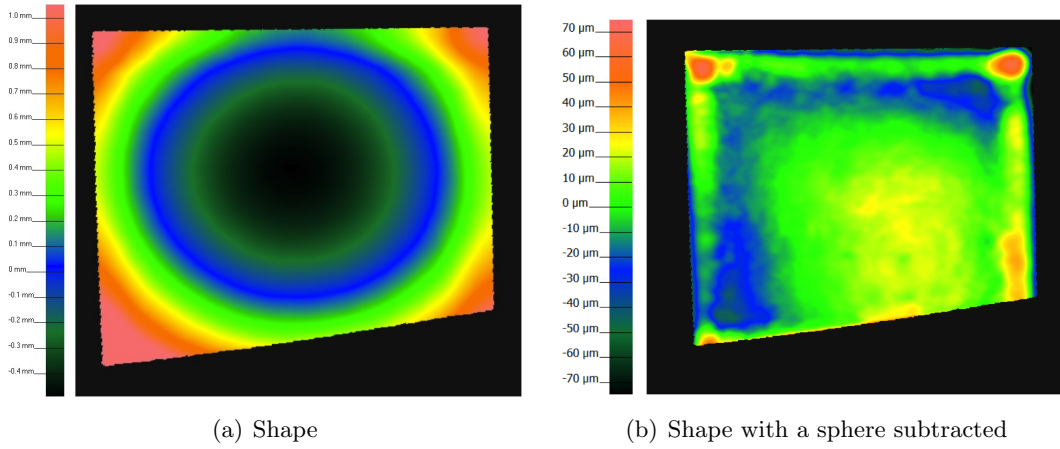 1.0 mm
0.9 mm
0.8 mm
0.7 mm
0.6 mm
0.5 mm
0.4 mm
0.3 mm
0.2 mm
0.1 mm
0 mm
-0.1 mm
-0.2 mm
-0.3 mm
-0.4 mm
70 µm
60 µm
50 µm
40 µm
30 µm
20 µm
10 µm
0 µm
-10 µm
-20 µm
-30 µm
-40 µm
-50 µm
-60 µm
-70 µm
(a) Shape
(b) Shape with a sphere subtracted